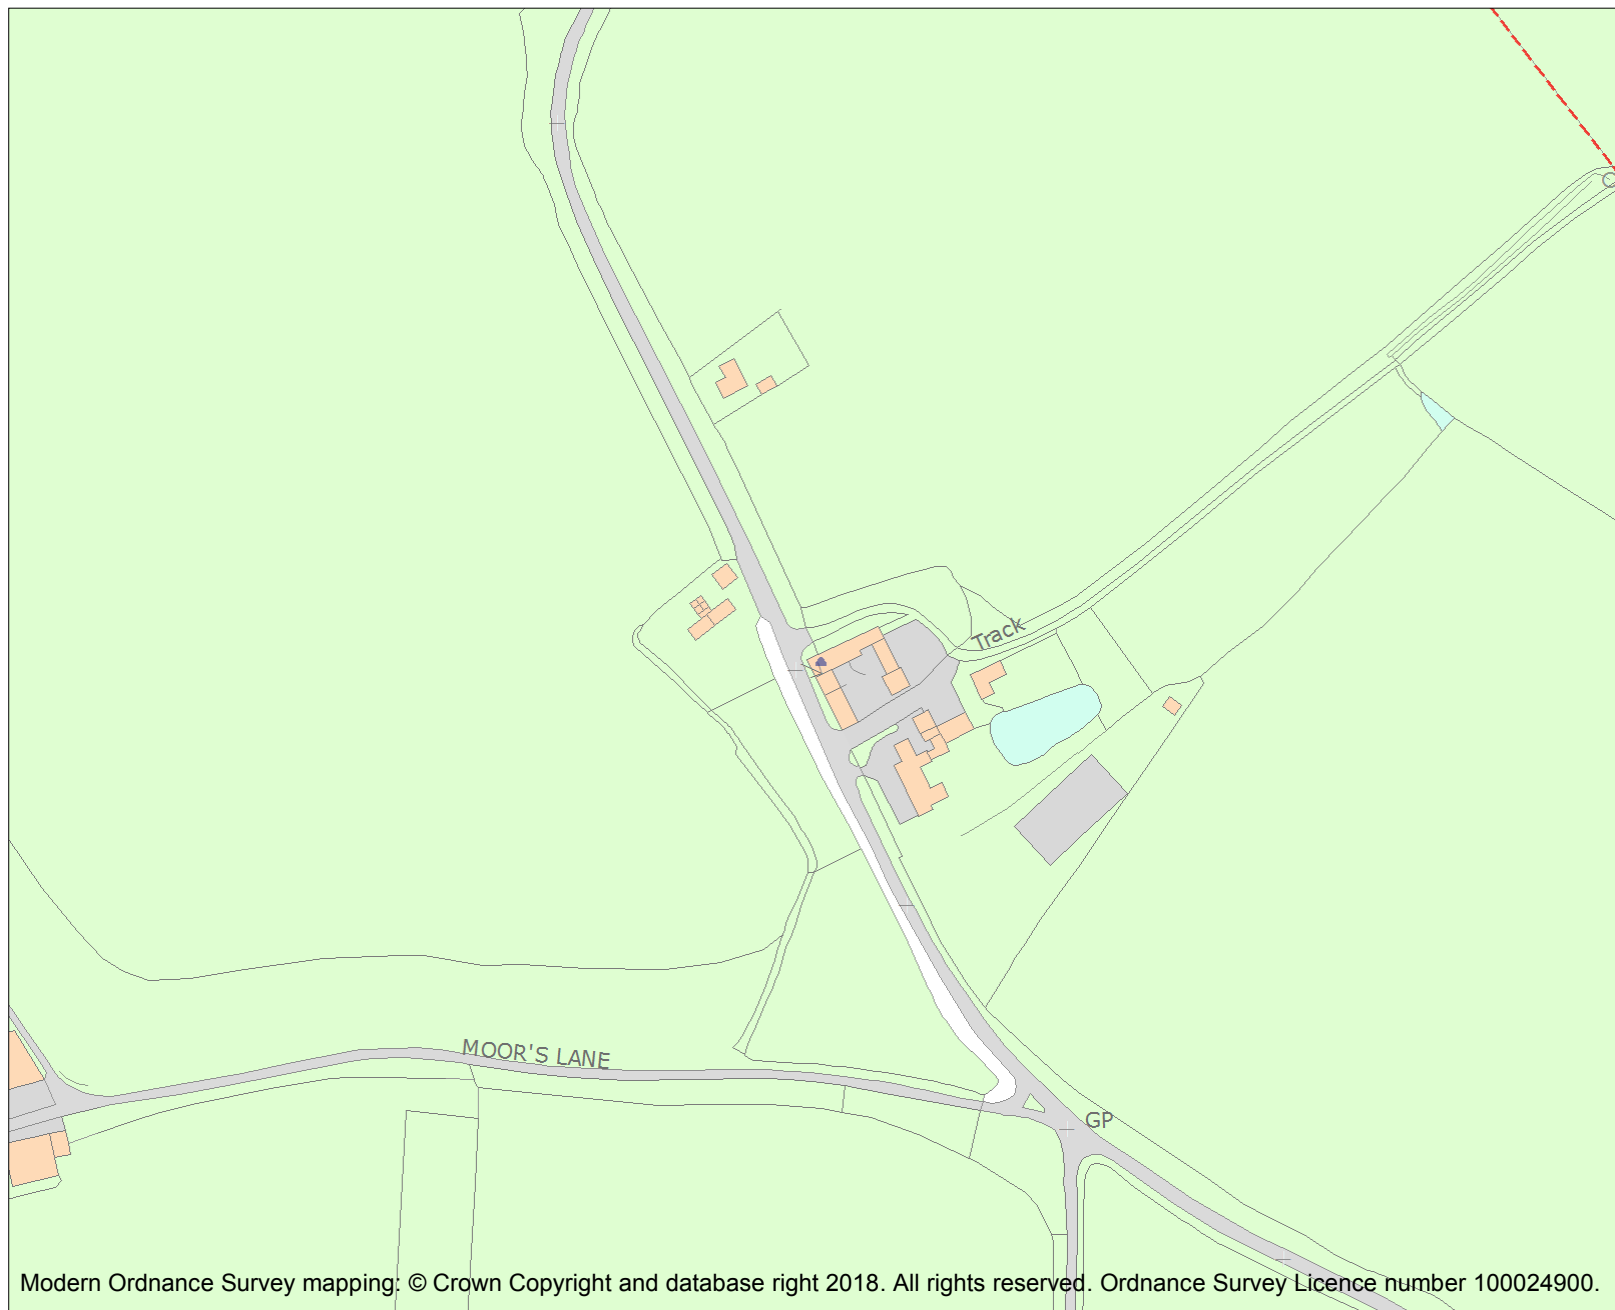 Track
MOOR'S LANE
GP
Modern Ordnance Survey mapping: © Crown Copyright and database right 2018. All rights reserved. Ordnance Survey Licence number 100024900.